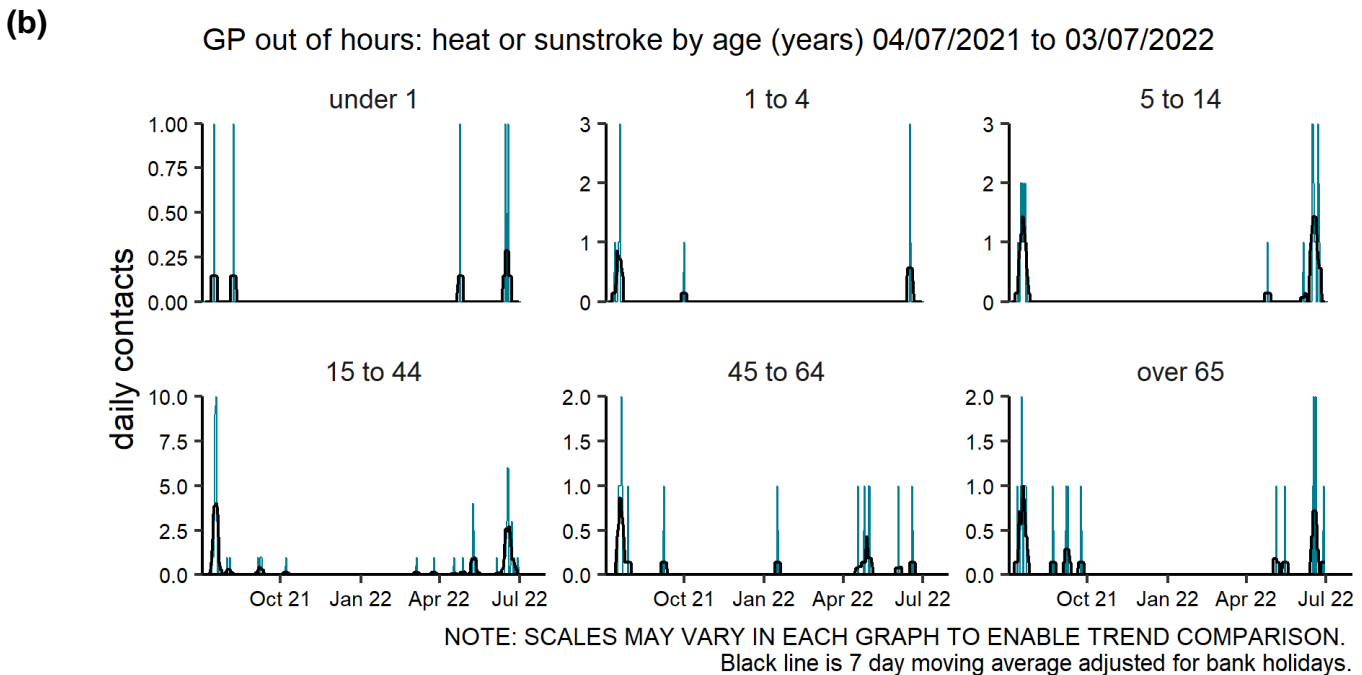 (b)
GP out of hours: heat or sunstroke by age (years) 04/07/2021 to 03/07/2022
under 1
1 to 4
5 to 14
1.00
0.75
0.50
0.25
0.00
3
2
1
0
3
2
1
0
daily contacts
15 to 44
45 to 64
over 65
10.0
7.5
5.0
2.5
0.0
2.0
1.5
1.0
0.5
0.0
2.0
1.5
1.0
0.5
0.0
Oct 21 Jan 22 Apr 22 Jul 22
Oct 21 Jan 22 Apr 22 Jul 22
Oct 21 Jan 22 Apr 22 Jul 22
NOTE: SCALES MAY VARY IN EACH GRAPH TO ENABLE TREND COMPARISON.
Black line is 7 day moving average adjusted for bank holidays.